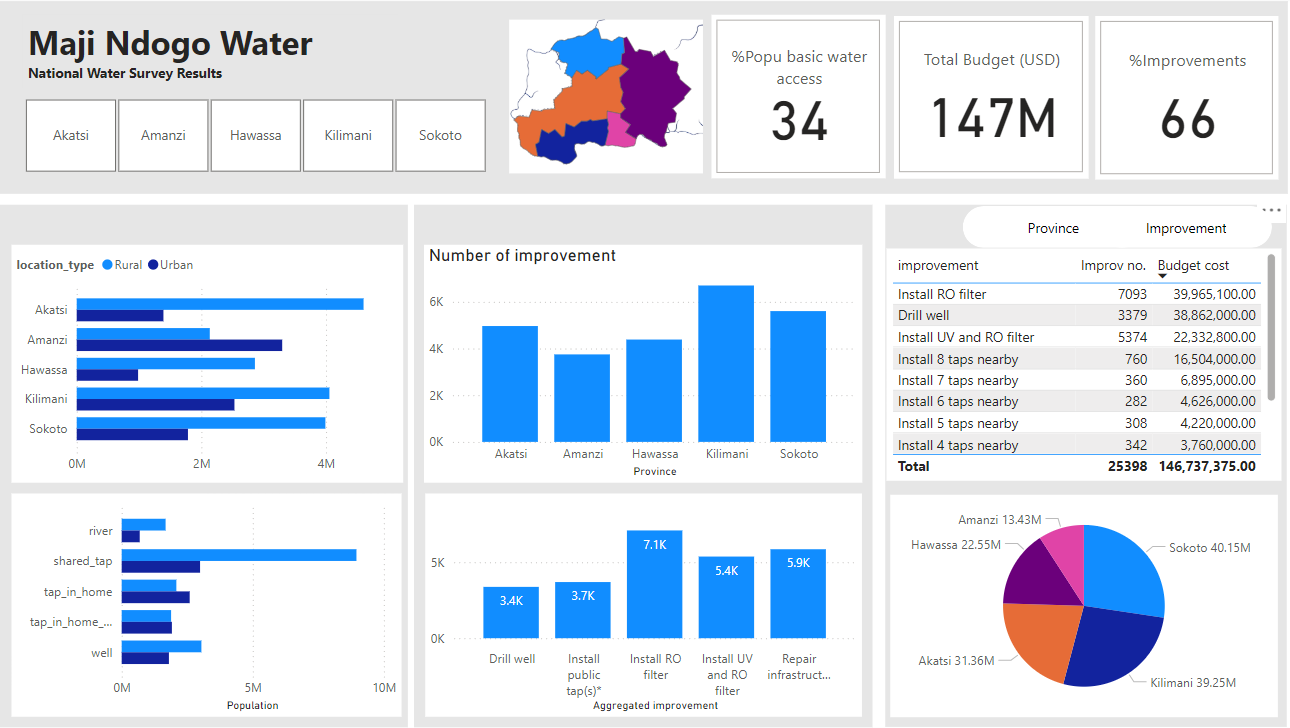 Maji Ndogo Water
National Water Survey Results
Akatsi
Amanzi
Hawassa
Kilimani
Sokoto
%Popu basic water
access
34
Total Budget (USD)
147M
%Improvements
66
location_type Rural Urban
Akatsi
Amanzi
Hawassa
Kilimani
Sokoto
0M 2M 4M
river
shared_tap
tap_in_home
tap_in_home_...
well
0M 5M 10M
Population
Number of improvement
6K
4K
2K
0K
Akatsi Amanzi Hawassa Kilimani Sokoto
Province
5K
0K
3.4K 3.7K 7.1K 5.4K 5.9K
Drill well
Install
public
tap(s)*
Install RO
filter
Install UV
and RO
filter
Repair
infrastruct...
Aggregated improvement
Province Improvement
improvement Improv no. Budget cost
Install RO filter 7093 39,965,100.00
Drill well 3379 38,862,000.00
Install UV and RO filter 5374 22,332,800.00
Install 8 taps nearby 760 16,504,000.00
Install 7 taps nearby 360 6,895,000.00
Install 6 taps nearby 282 4,626,000.00
Install 5 taps nearby 308 4,220,000.00
Install 4 taps nearby 342 3,760,000.00
Total 25398 146,737,375.00
Amanzi 13.43M
Hawassa 22.55M
Sokoto 40.15M
Akatsi 31.36M
Kilimani 39.25M